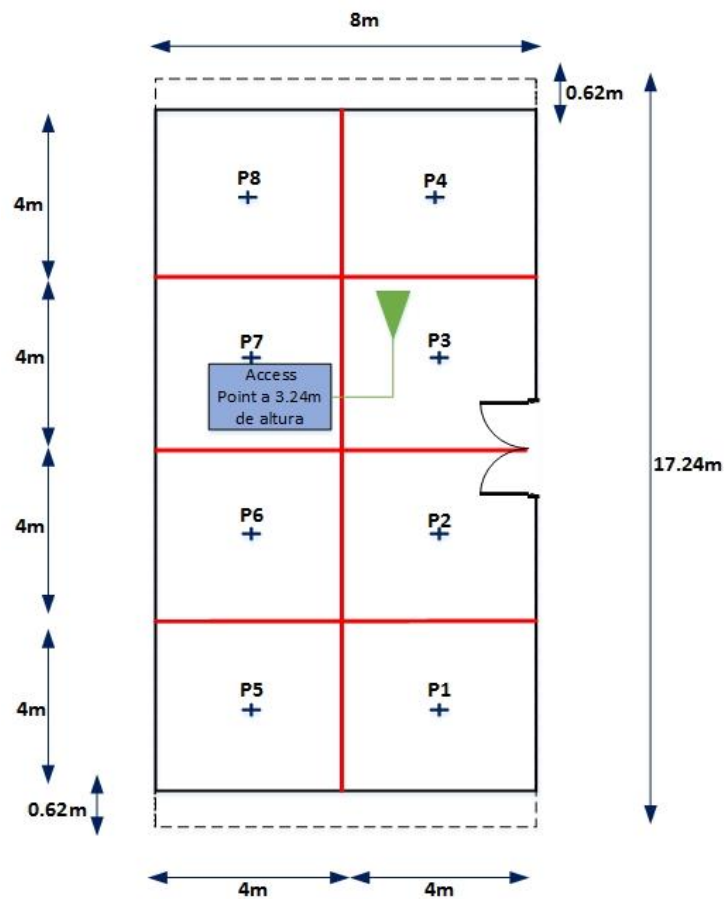 8m
0.62m
P8
P4
4m
P7
P3
4m
Access
Point a 3.24m
de altura
17.24m
P6
P2
4m
P5
P1
4m
0.62m
4m
4m